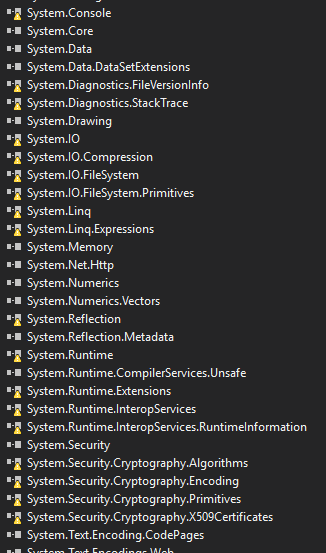 System.Console
System.Core
System.Data
System.Data.DataSetExtensions
System.Diagnostics.FileVersionInfo
System.Diagnostics.StackTrace
System.Drawing
System.IO
System.IO.Compression
System.IO.FileSystem
System.IO.FileSystem.Primitives
System.Linq
System.Linq.Expressions
System.Memory
System.Net.Http
System.Numerics
System.Numerics.Vectors
System.Reflection
System.Reflection.Metadata
System.Runtime
System.Runtime.CompilerServices.Unsafe
System.Runtime.Extensions
System.Runtime.InteropServices
System.Runtime.InteropServices.RuntimeInformation
System.Security
System.Security.Cryptography.Algorithms
System.Security.Cryptography.Encoding
System.Security.Cryptography.Primitives
System.Security.Cryptography.X509Certificates
System.Text.Encoding.CodePages
System.Text.Encodings.Web